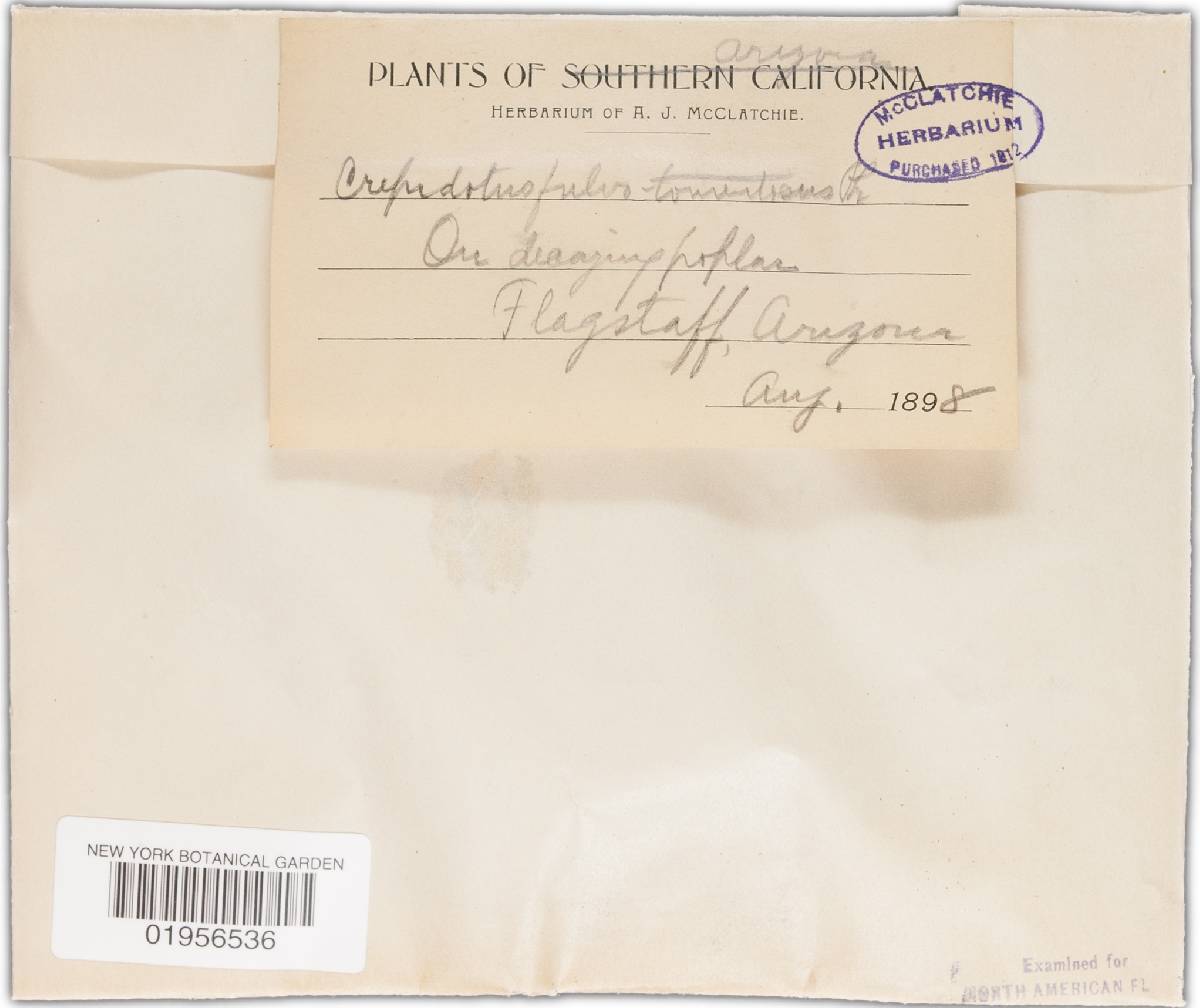 Arizona
PLANTS OF SOUTHERN CALIFORNIA.
HERBARIUM OF A. J. McCLATCHIE.
McCLATCHIE
HERBARIUM
PURCHASED 1912
Crepidotus fulvo-tomentosus Pk
On decaying poplar
Flagstaff, Arizona
Aug. 1898
NEW YORK BOTANICAL GARDEN
01956536
Examined for
NORTH AMERICAN FL